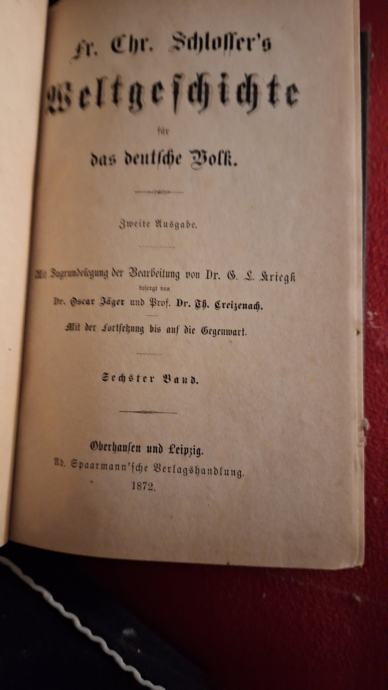 Fr. Chr. Schlosser's
Weltgeschichte
für
das deutsche Volk.
Zweite Ausgabe.
Mit Zugrundelegung der Bearbeitung von Dr. G. L. Kriegk
besorgt von
Dr. Oscar Jäger und Prof. Dr. Th. Creizenach.
Mit der Fortsetzung bis auf die Gegenwart.
Sechster Band.
Oberhausen und Leipzig.
Ad. Spaarmann'sche Verlagshandlung.
1872.